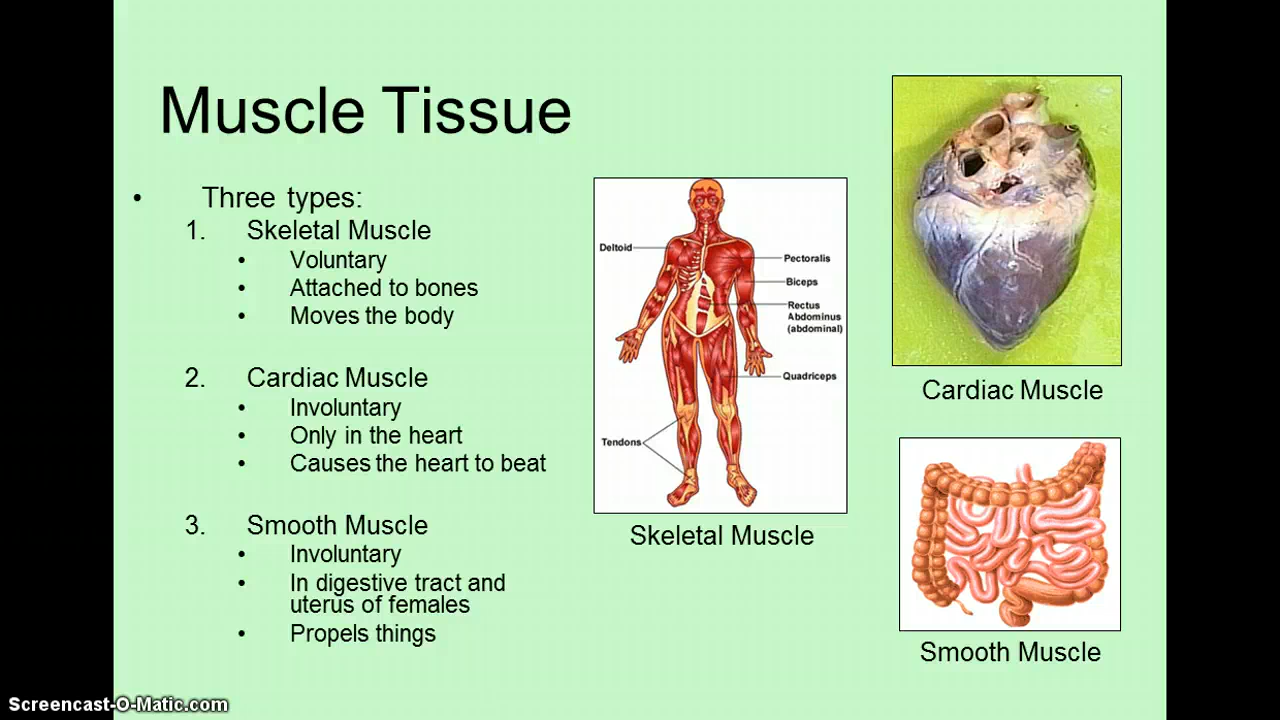 Muscle Tissue
• Three types:
1. Skeletal Muscle
• Voluntary
• Attached to bones
• Moves the body
2. Cardiac Muscle
• Involuntary
• Only in the heart
• Causes the heart to beat
3. Smooth Muscle
• Involuntary
• In digestive tract and
uterus of females
• Propels things
Deltoid
Pectoralis
Biceps
Rectus
Abdominus
(abdominal)
Quadriceps
Tendons
Skeletal Muscle
Cardiac Muscle
Smooth Muscle
Screencast-O-Matic.com